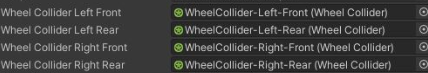 Wheel Collider Left Front WheelCollider-Left-Front (Wheel Collider)
Wheel Collider Left Rear WheelCollider-Left-Rear (Wheel Collider)
Wheel Collider Right Front WheelCollider-Right-Front (Wheel Collider)
Wheel Collider Right Rear WheelCollider-Right-Rear (Wheel Collider)